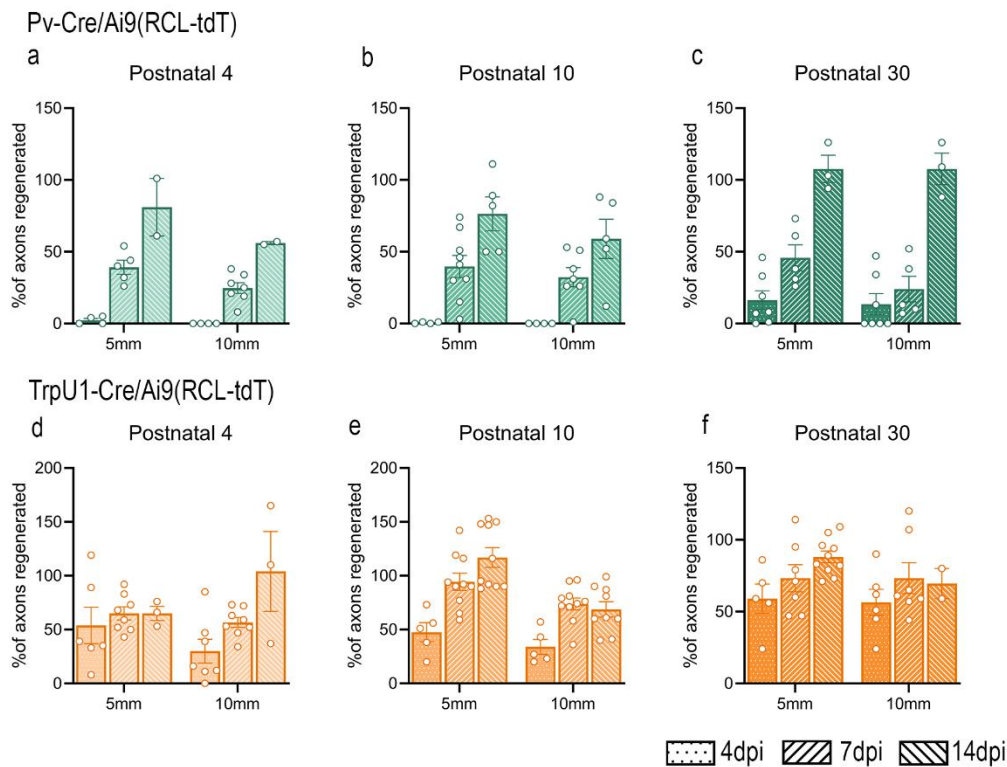 Pv-Cre/Ai9(RCL-tdT)
a
Postnatal 4
%of axons regenerated
150
100
50
0
5mm
10mm
b
Postnatal 10
%of axons regenerated
150
100
50
0
5mm
10mm
c
Postnatal 30
%of axons regenerated
150
100
50
0
5mm
10mm
TrpU1-Cre/Ai9(RCL-tdT)
d
Postnatal 4
%of axons regenerated
200
150
100
50
0
5mm
10mm
e
Postnatal 10
%of axons regenerated
200
150
100
50
0
5mm
10mm
f
Postnatal 30
%of axons regenerated
150
100
50
0
5mm
10mm
4dpi 7dpi 14dpi